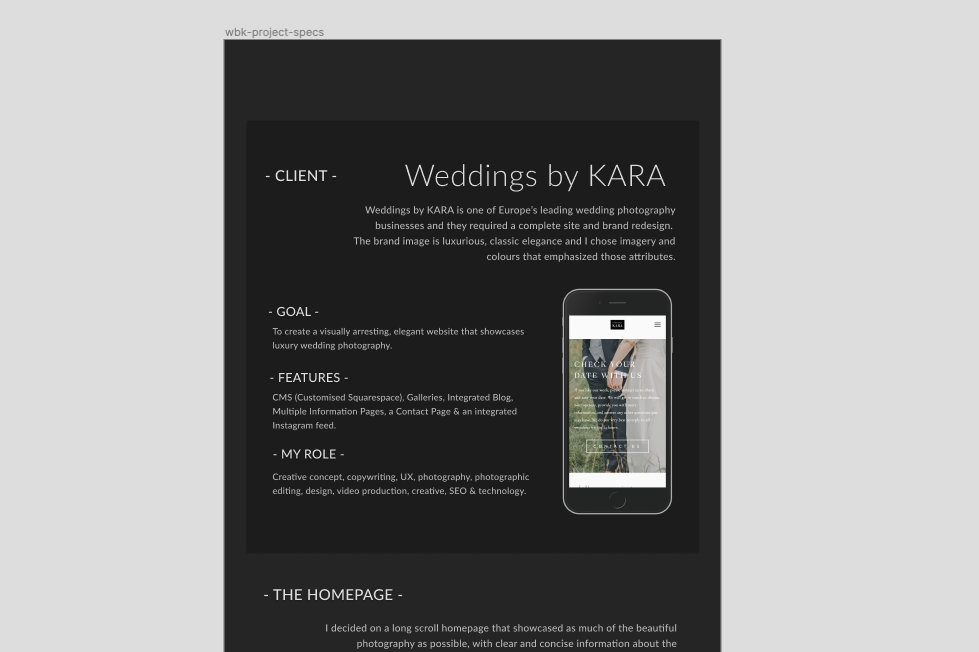 wbk-project-specs
- CLIENT -
Weddings by KARA
Weddings by KARA is one of Europe's leading wedding photography
businesses and they required a complete site and brand redesign.
The brand image is luxurious, classic elegance and I chose imagery and
colours that emphasized those attributes.
- GOAL -
To create a visually arresting, elegant website that showcases
luxury wedding photography.
- FEATURES -
CMS (Customised Squarespace), Galleries, Integrated Blog,
Multiple Information Pages, a Contact Page & an integrated
Instagram feed.
- MY ROLE -
Creative concept, copywriting, UX, photography, photographic
editing, design, video production, creative, SEO & technology.
KARA
CHECK YOUR
DATE WITH US
CONTACT US
- THE HOMEPAGE -
I decided on a long scroll homepage that showcased as much of the beautiful
photography as possible, with clear and concise information about the